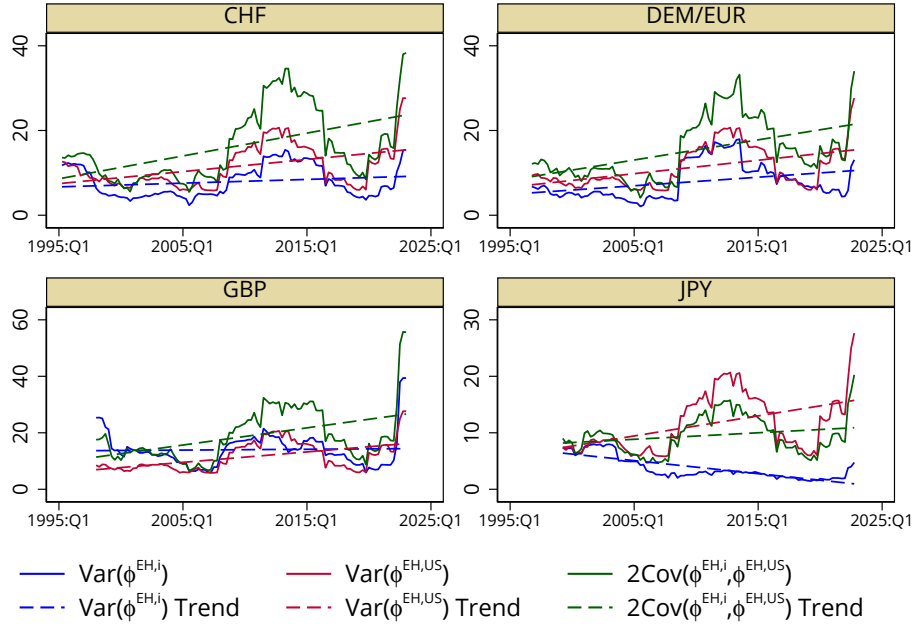 CHF
DEM/EUR
0 20 40
1995:Q1 2005:Q1 2015:Q1 2025:Q1
0 20 40
1995:Q1 2005:Q1 2015:Q1 2025:Q1
GBP
JPY
0 20 40 60
1995:Q1 2005:Q1 2015:Q1 2025:Q1
0 10 20 30
1995:Q1 2005:Q1 2015:Q1 2025:Q1
Var(ϕ^EH,i) Var(ϕ^EH,US) 2Cov(ϕ^EH,i,ϕ^EH,US)
Var(ϕ^EH,i) Trend Var(ϕ^EH,US) Trend 2Cov(ϕ^EH,i,ϕ^EH,US) Trend